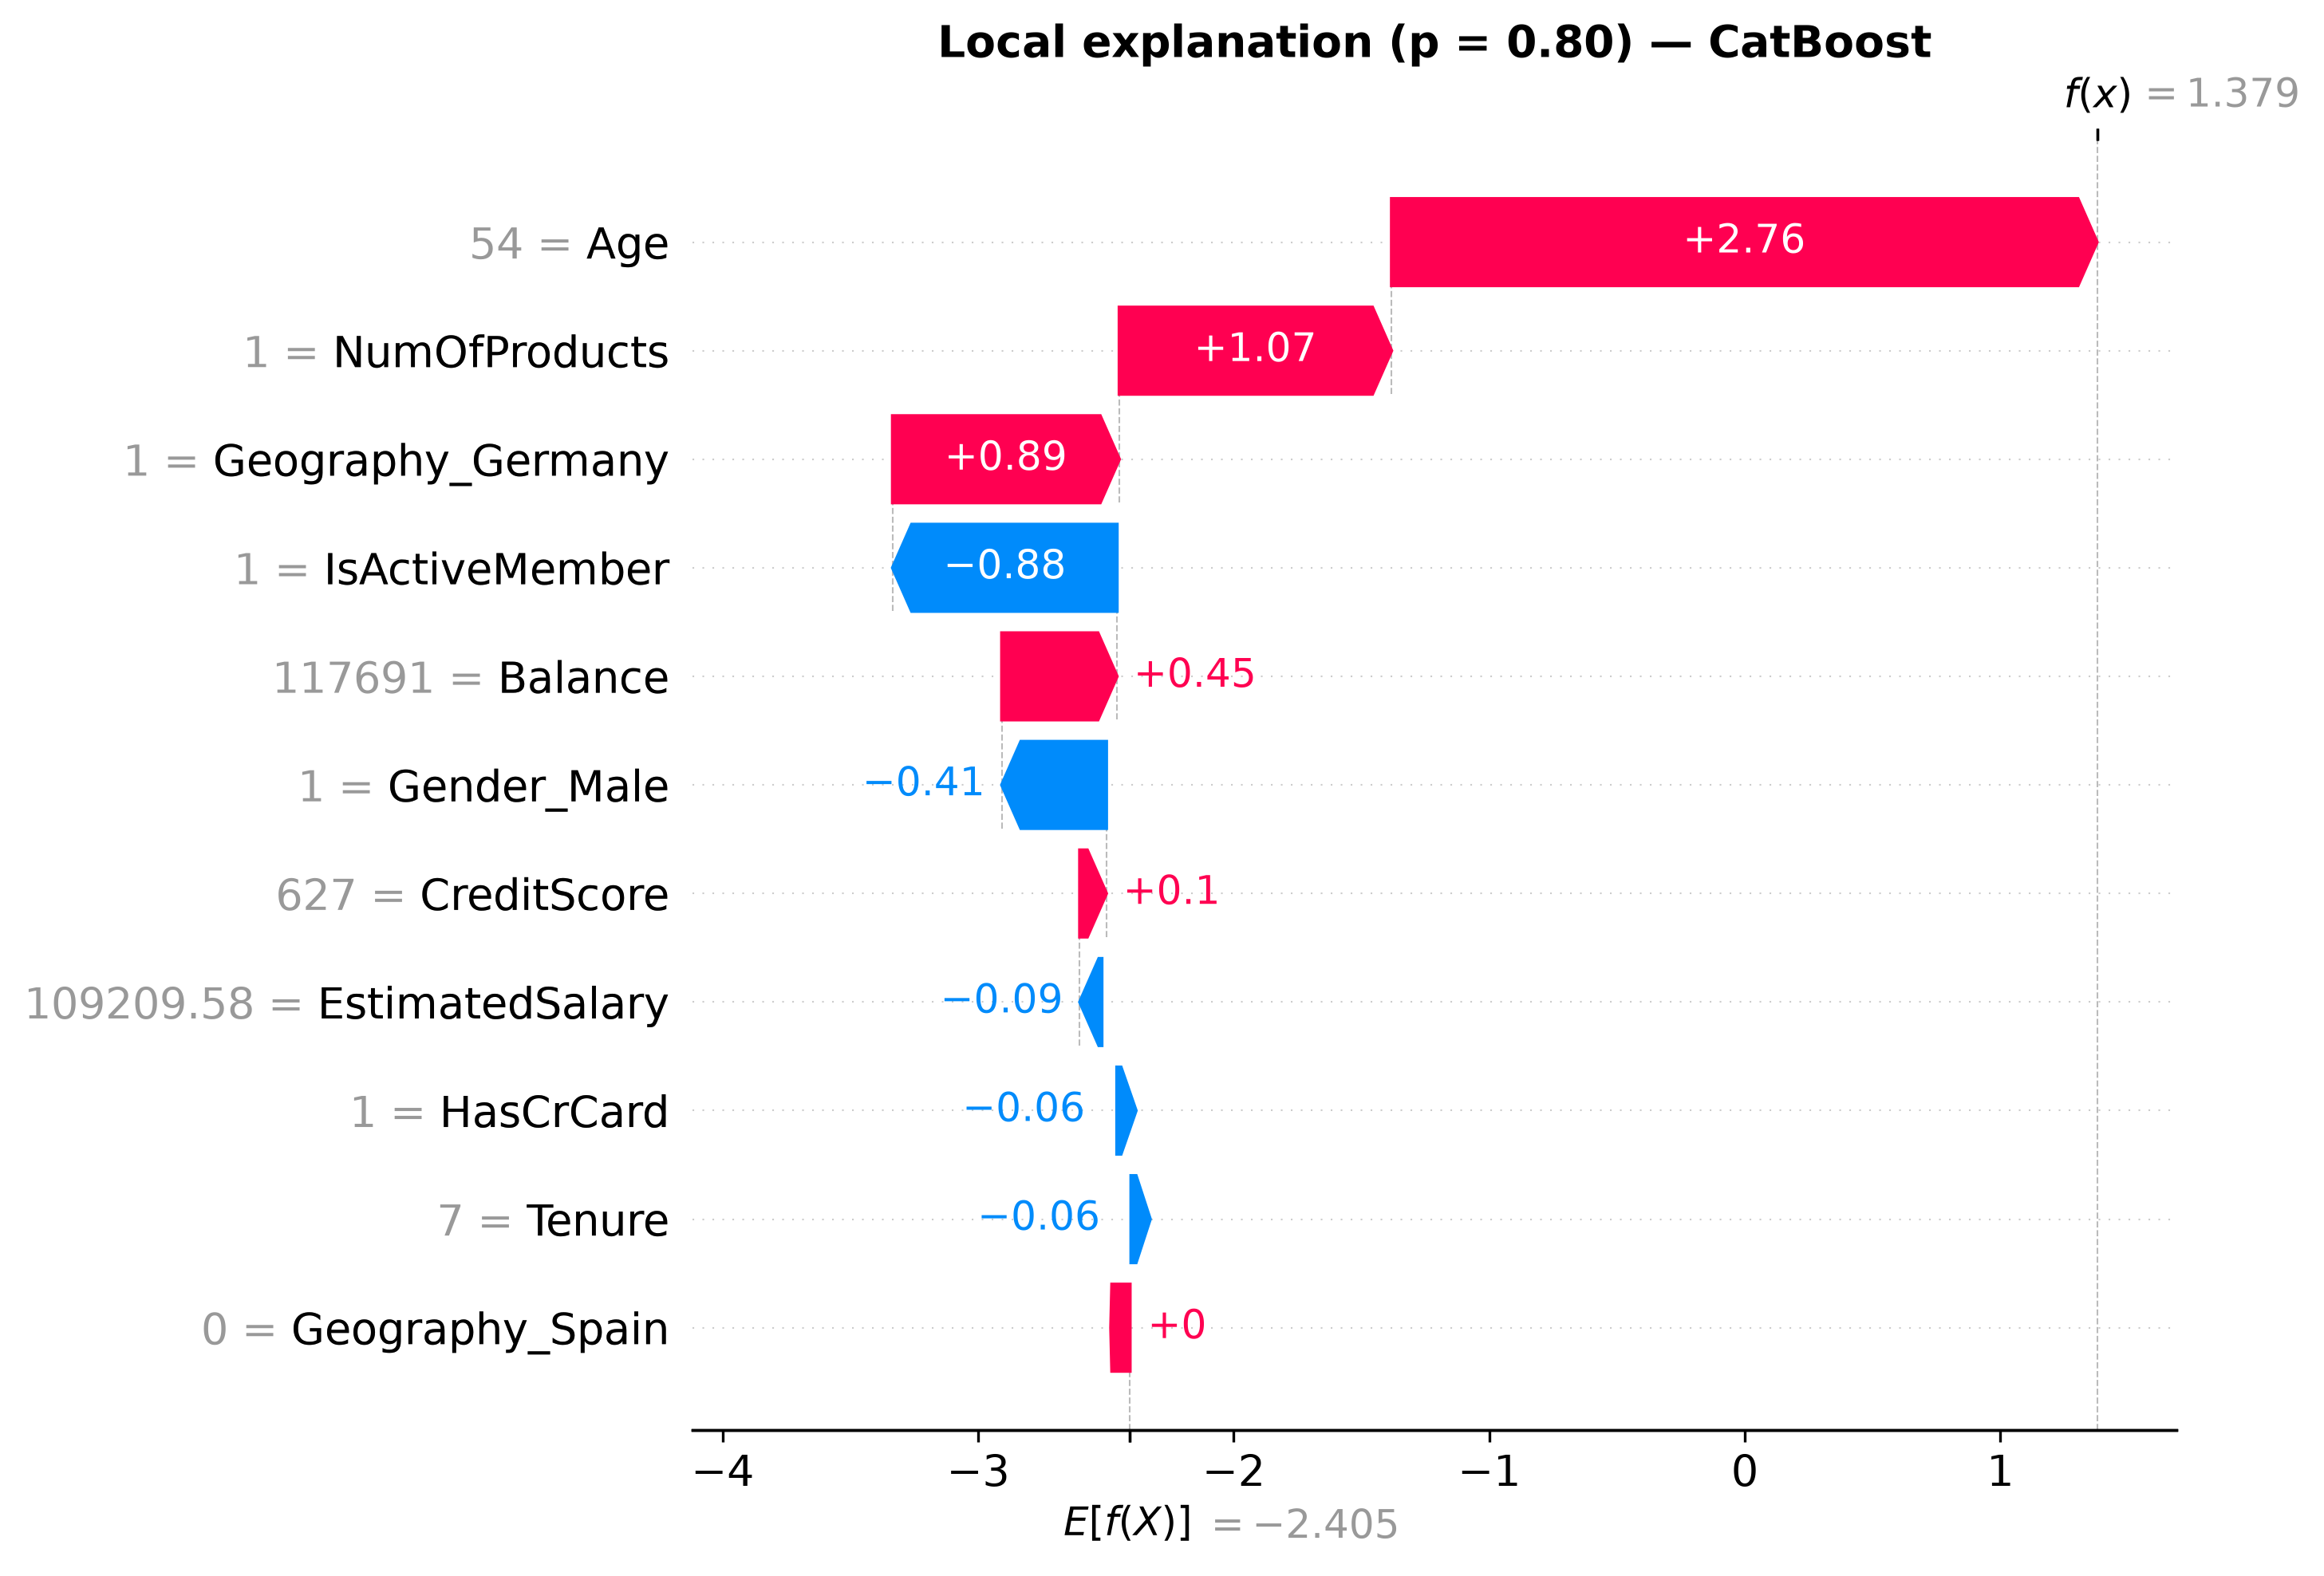 Local explanation (p = 0.80) — CatBoost
f(x) = 1.379
54 = Age
+2.76
1 = NumOfProducts
+1.07
1 = Geography_Germany
+0.89
1 = IsActiveMember
−0.88
117691 = Balance
+0.45
1 = Gender_Male
−0.41
627 = CreditScore
+0.1
109209.58 = EstimatedSalary
−0.09
1 = HasCrCard
−0.06
7 = Tenure
−0.06
0 = Geography_Spain
+0
−4 −3 −2 −1 0 1
E[f(X)] = −2.405